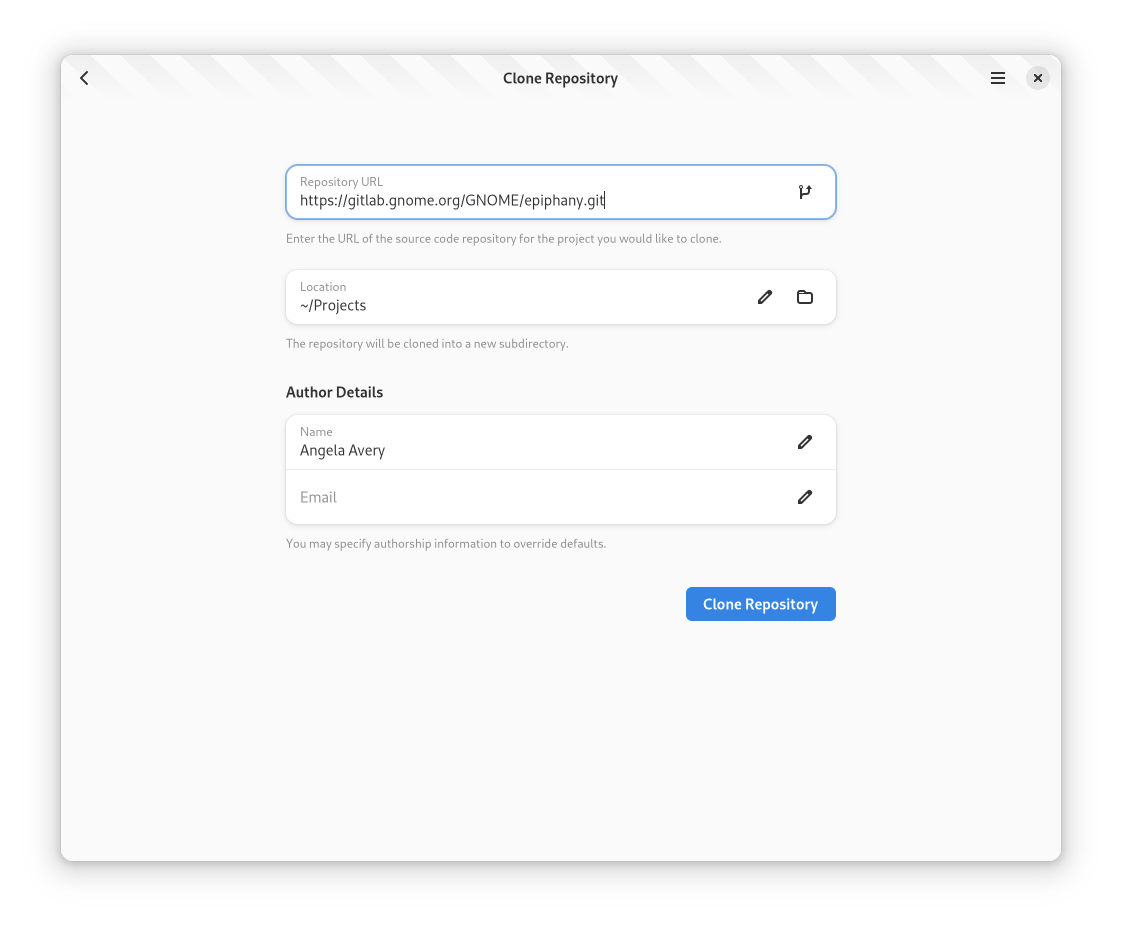 Clone Repository
Repository URL
https://gitlab.gnome.org/GNOME/epiphany.git
Enter the URL of the source code repository for the project you would like to clone.
Location
~/Projects
The repository will be cloned into a new subdirectory.
Author Details
Name
Angela Avery
Email
You may specify authorship information to override defaults.
Clone Repository